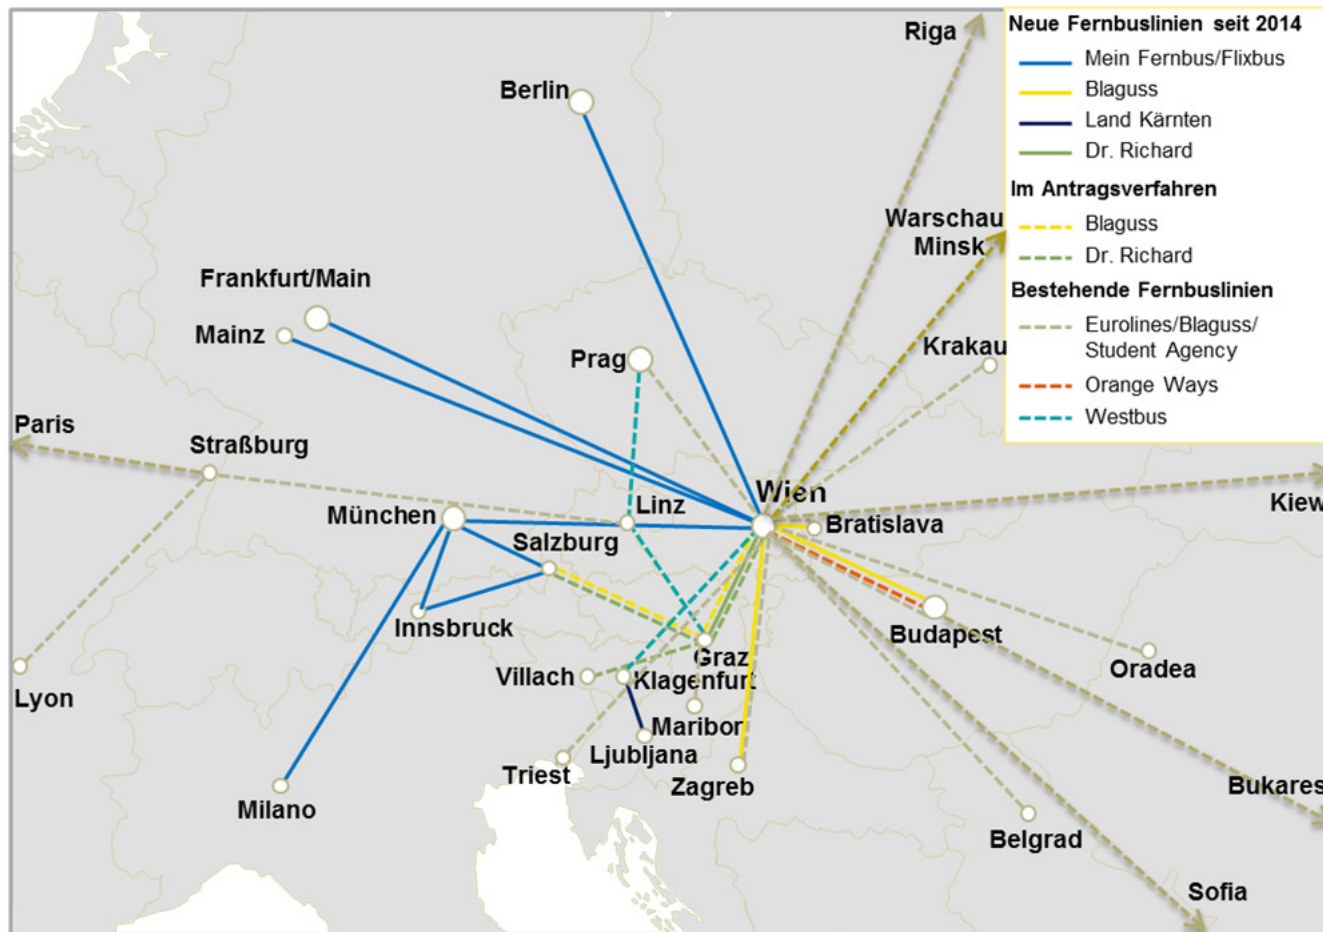 Neue Fernbuslinien seit 2014
Mein Fernbus/Flixbus
Blaguss
Land Kärnten
Dr. Richard
Im Antragsverfahren
Blaguss
Dr. Richard
Bestehende Fernbuslinien
Eurolines/Blaguss/
Student Agency
Orange Ways
Westbus
Riga
Berlin
Warschau
Minsk
Frankfurt/Main
Mainz
Prag
Krakau
Paris
Straßburg
Wien
Kiew
München
Linz
Bratislava
Salzburg
Innsbruck
Budapest
Graz
Oradea
Villach
Klagenfurt
Lyon
Maribor
Ljubljana
Triest
Zagreb
Bukares
Milano
Belgrad
Sofia